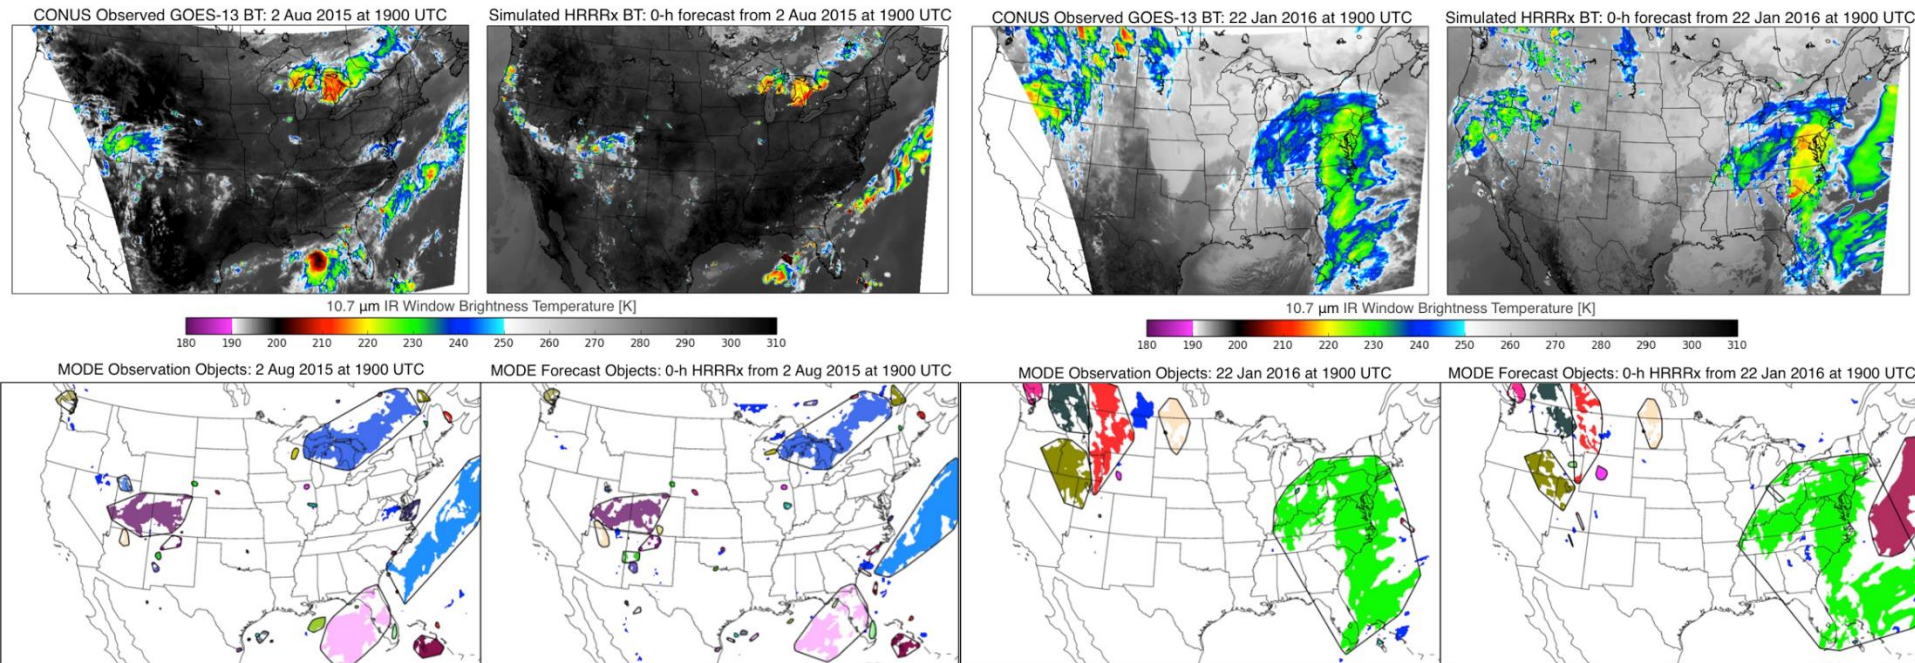 CONUS Observed GOES-13 BT: 2 Aug 2015 at 1900 UTC
Simulated HRRRx BT: 0-h forecast from 2 Aug 2015 at 1900 UTC
CONUS Observed GOES-13 BT: 22 Jan 2016 at 1900 UTC
Simulated HRRRx BT: 0-h forecast from 22 Jan 2016 at 1900 UTC
10.7 µm IR Window Brightness Temperature [K]
180 190 200 210 220 230 240 250 260 270 280 290 300 310
10.7 µm IR Window Brightness Temperature [K]
180 190 200 210 220 230 240 250 260 270 280 290 300 310
MODE Observation Objects: 2 Aug 2015 at 1900 UTC
MODE Forecast Objects: 0-h HRRRx from 2 Aug 2015 at 1900 UTC
MODE Observation Objects: 22 Jan 2016 at 1900 UTC
MODE Forecast Objects: 0-h HRRRx from 22 Jan 2016 at 1900 UTC